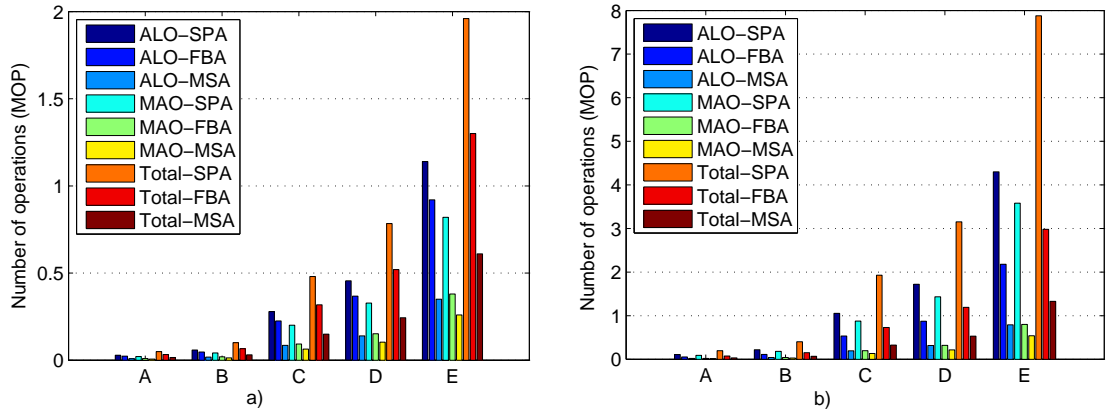 Number of operations (MOP)
2
1.5
1
0.5
0
ALO−SPA
ALO−FBA
ALO−MSA
MAO−SPA
MAO−FBA
MAO−MSA
Total−SPA
Total−FBA
Total−MSA
A B C D E
a)
Number of operations (MOP)
8
7
6
5
4
3
2
1
0
ALO−SPA
ALO−FBA
ALO−MSA
MAO−SPA
MAO−FBA
MAO−MSA
Total−SPA
Total−FBA
Total−MSA
A B C D E
b)